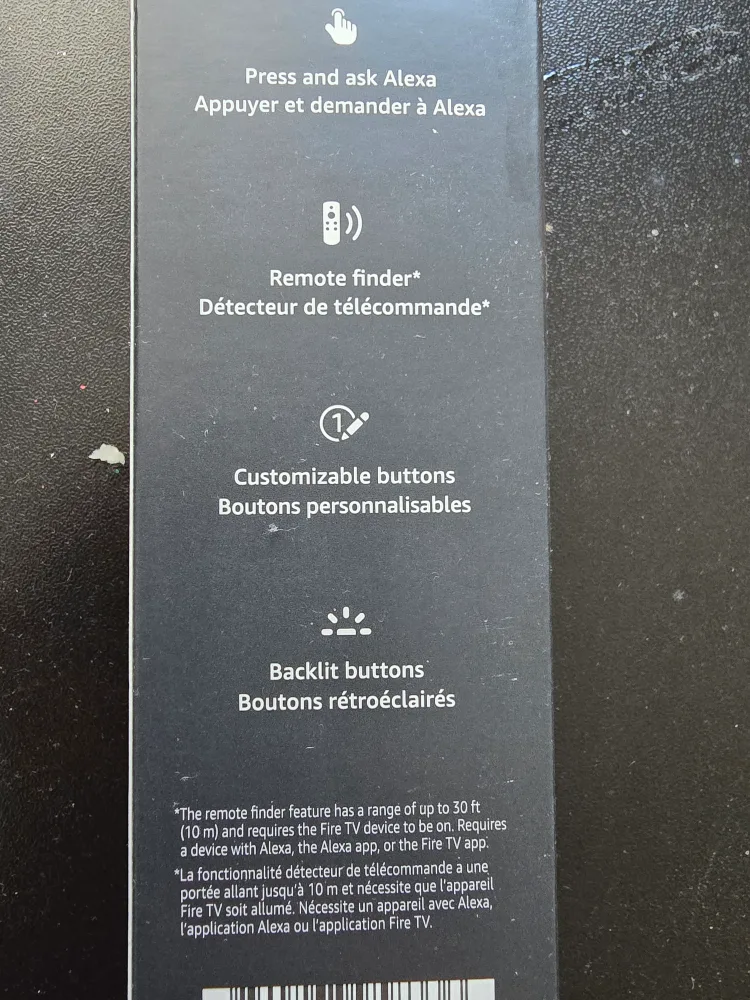 Press and ask Alexa
Appuyer et demander à Alexa
Remote finder*
Détecteur de télécommande*
1
Customizable buttons
Boutons personnalisables
Backlit buttons
Boutons rétroéclairés
*The remote finder feature has a range of up to 30 ft
(10 m) and requires the Fire TV device to be on. Requires
a device with Alexa, the Alexa app, or the Fire TV app.
*La fonctionnalité détecteur de télécommande a une
portée allant jusqu'à 10 m et nécessite que l'appareil
Fire TV soit allumé. Nécessite un appareil avec Alexa,
l'application Alexa ou l'application Fire TV.